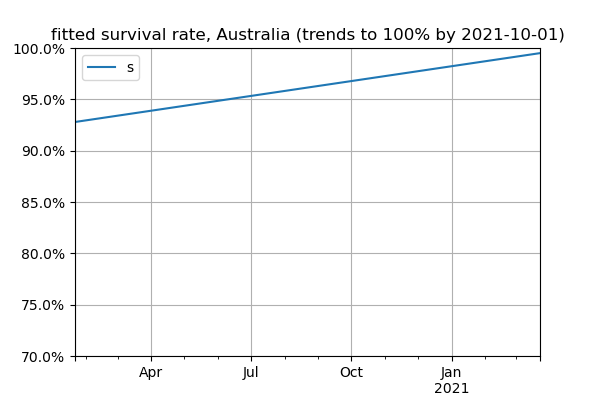 fitted survival rate, Australia (trends to 100% by 2021-10-01)
100.0%
s
95.0%
90.0%
85.0%
80.0%
75.0%
70.0%
Apr Jul Oct Jan
2021